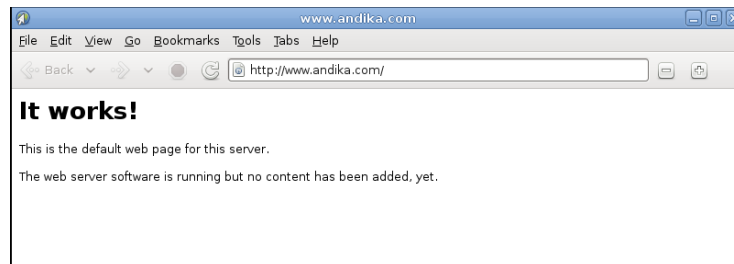 www.andika.com
File Edit View Go Bookmarks Tools Tabs Help
Back http://www.andika.com/
It works!
This is the default web page for this server.
The web server software is running but no content has been added, yet.